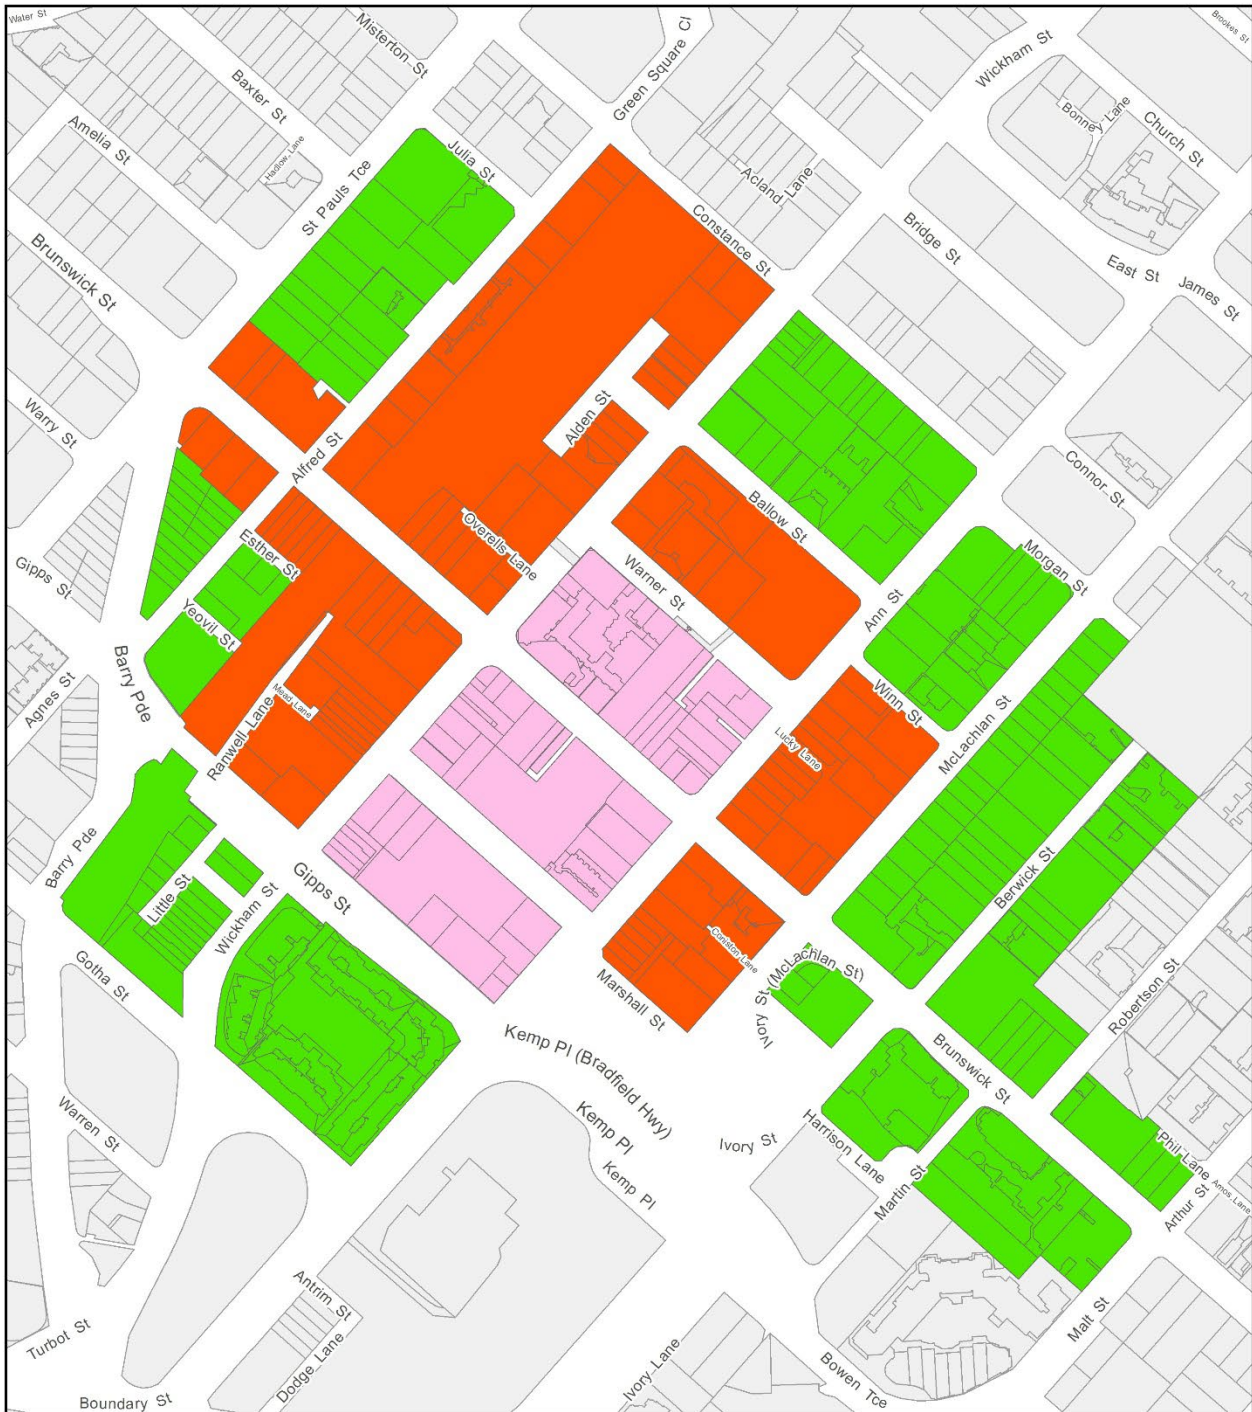 Water St
Misterton St
Green Square Cl
Brookes St
Wickham St
Baxter St
Bonney Lane
Church St
Amelia St
Hadlow Lane
Julia St
St Pauls Tce
Acland Lane
Constance St
Bridge St
Brunswick St
East St
James St
Warry St
Alden St
Alfred St
Connor St
Ballow St
Overells Lane
Esther St
Morgan St
Gipps St
Warner St
Ann St
Yeovil St
Barry Pde
Agnes St
Mead Lane
Ranwell Lane
Winn St
McLachlan St
Lucky Lane
Barry Pde
Little St
Wickham St
Gipps St
Berwick St
Gotha St
Coniston Lane
Marshall St
Ivory St (McLachlan St)
Robertson St
Kemp Pl (Bradfield Hwy)
Brunswick St
Warren St
Kemp Pl
Ivory St
Harrison Lane
Phil Lane
Kemp Pl
Martin St
Amos Lane
Arthur St
Antrim St
Malt St
Turbot St
Dodge Lane
Ivory Lane
Bowen Tce
Boundary St